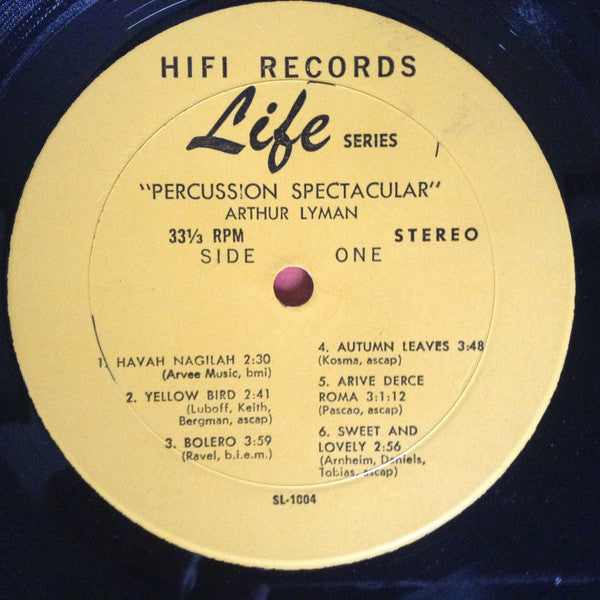 HIFI RECORDS
Life SERIES
"PERCUSSION SPECTACULAR"
ARTHUR LYMAN
33⅓ RPM STEREO
SIDE ONE
1. HAVAH NAGILAH 2:30
(Arvee Music, bmi)
2. YELLOW BIRD 2:41
(Luboff, Keith,
Bergman, ascap)
3. BOLERO 3:59
(Ravel, b.i.e.m.)
4. AUTUMN LEAVES 3:48
(Kosma, ascap)
5. ARIVE DERCE
ROMA 3:1:12
(Pascao, ascap)
6. SWEET AND
LOVELY 2:56
(Arnheim, Daniels,
Tobias, ascap)
SL-1004